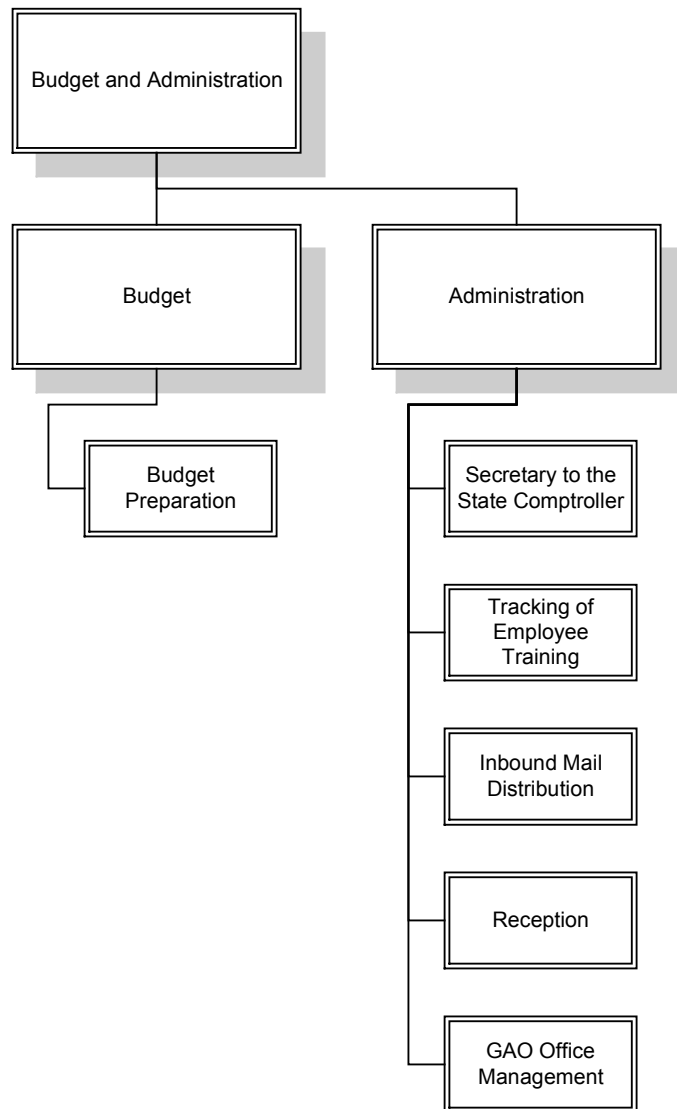 Budget and Administration
Budget
Administration
Budget
Preparation
Secretary to the
State Comptroller
Tracking of
Employee
Training
Inbound Mail
Distribution
Reception
GAO Office
Management